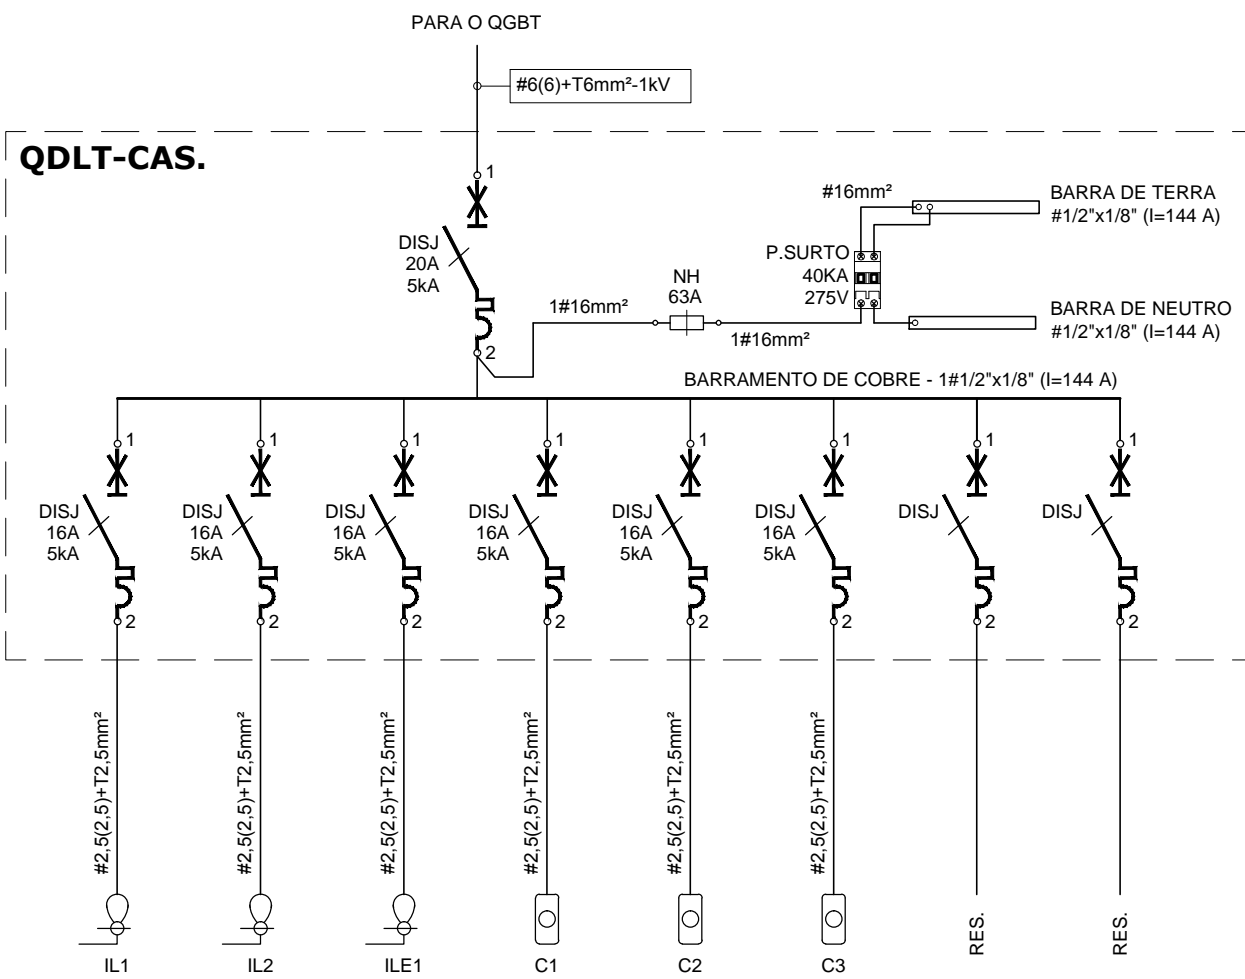 PARA O QGBT
#6(6)+T6mm²-1kV
QDLT-CAS.
1
DISJ
20A
5kA
2
1#16mm²
NH
63A
1#16mm²
P.SURTO
40KA
275V
#16mm²
BARRA DE TERRA
#1/2"x1/8" (I=144 A)
BARRA DE NEUTRO
#1/2"x1/8" (I=144 A)
BARRAMENTO DE COBRE - 1#1/2"x1/8" (I=144 A)
1
DISJ
16A
5kA
2
#2,5(2,5)+T2,5mm²
IL1
1
DISJ
16A
5kA
2
#2,5(2,5)+T2,5mm²
IL2
1
DISJ
16A
5kA
2
#2,5(2,5)+T2,5mm²
ILE1
1
DISJ
16A
5kA
2
#2,5(2,5)+T2,5mm²
C1
1
DISJ
16A
5kA
2
#2,5(2,5)+T2,5mm²
C2
1
DISJ
16A
5kA
2
#2,5(2,5)+T2,5mm²
C3
1
DISJ
2
RES.
1
DISJ
2
RES.